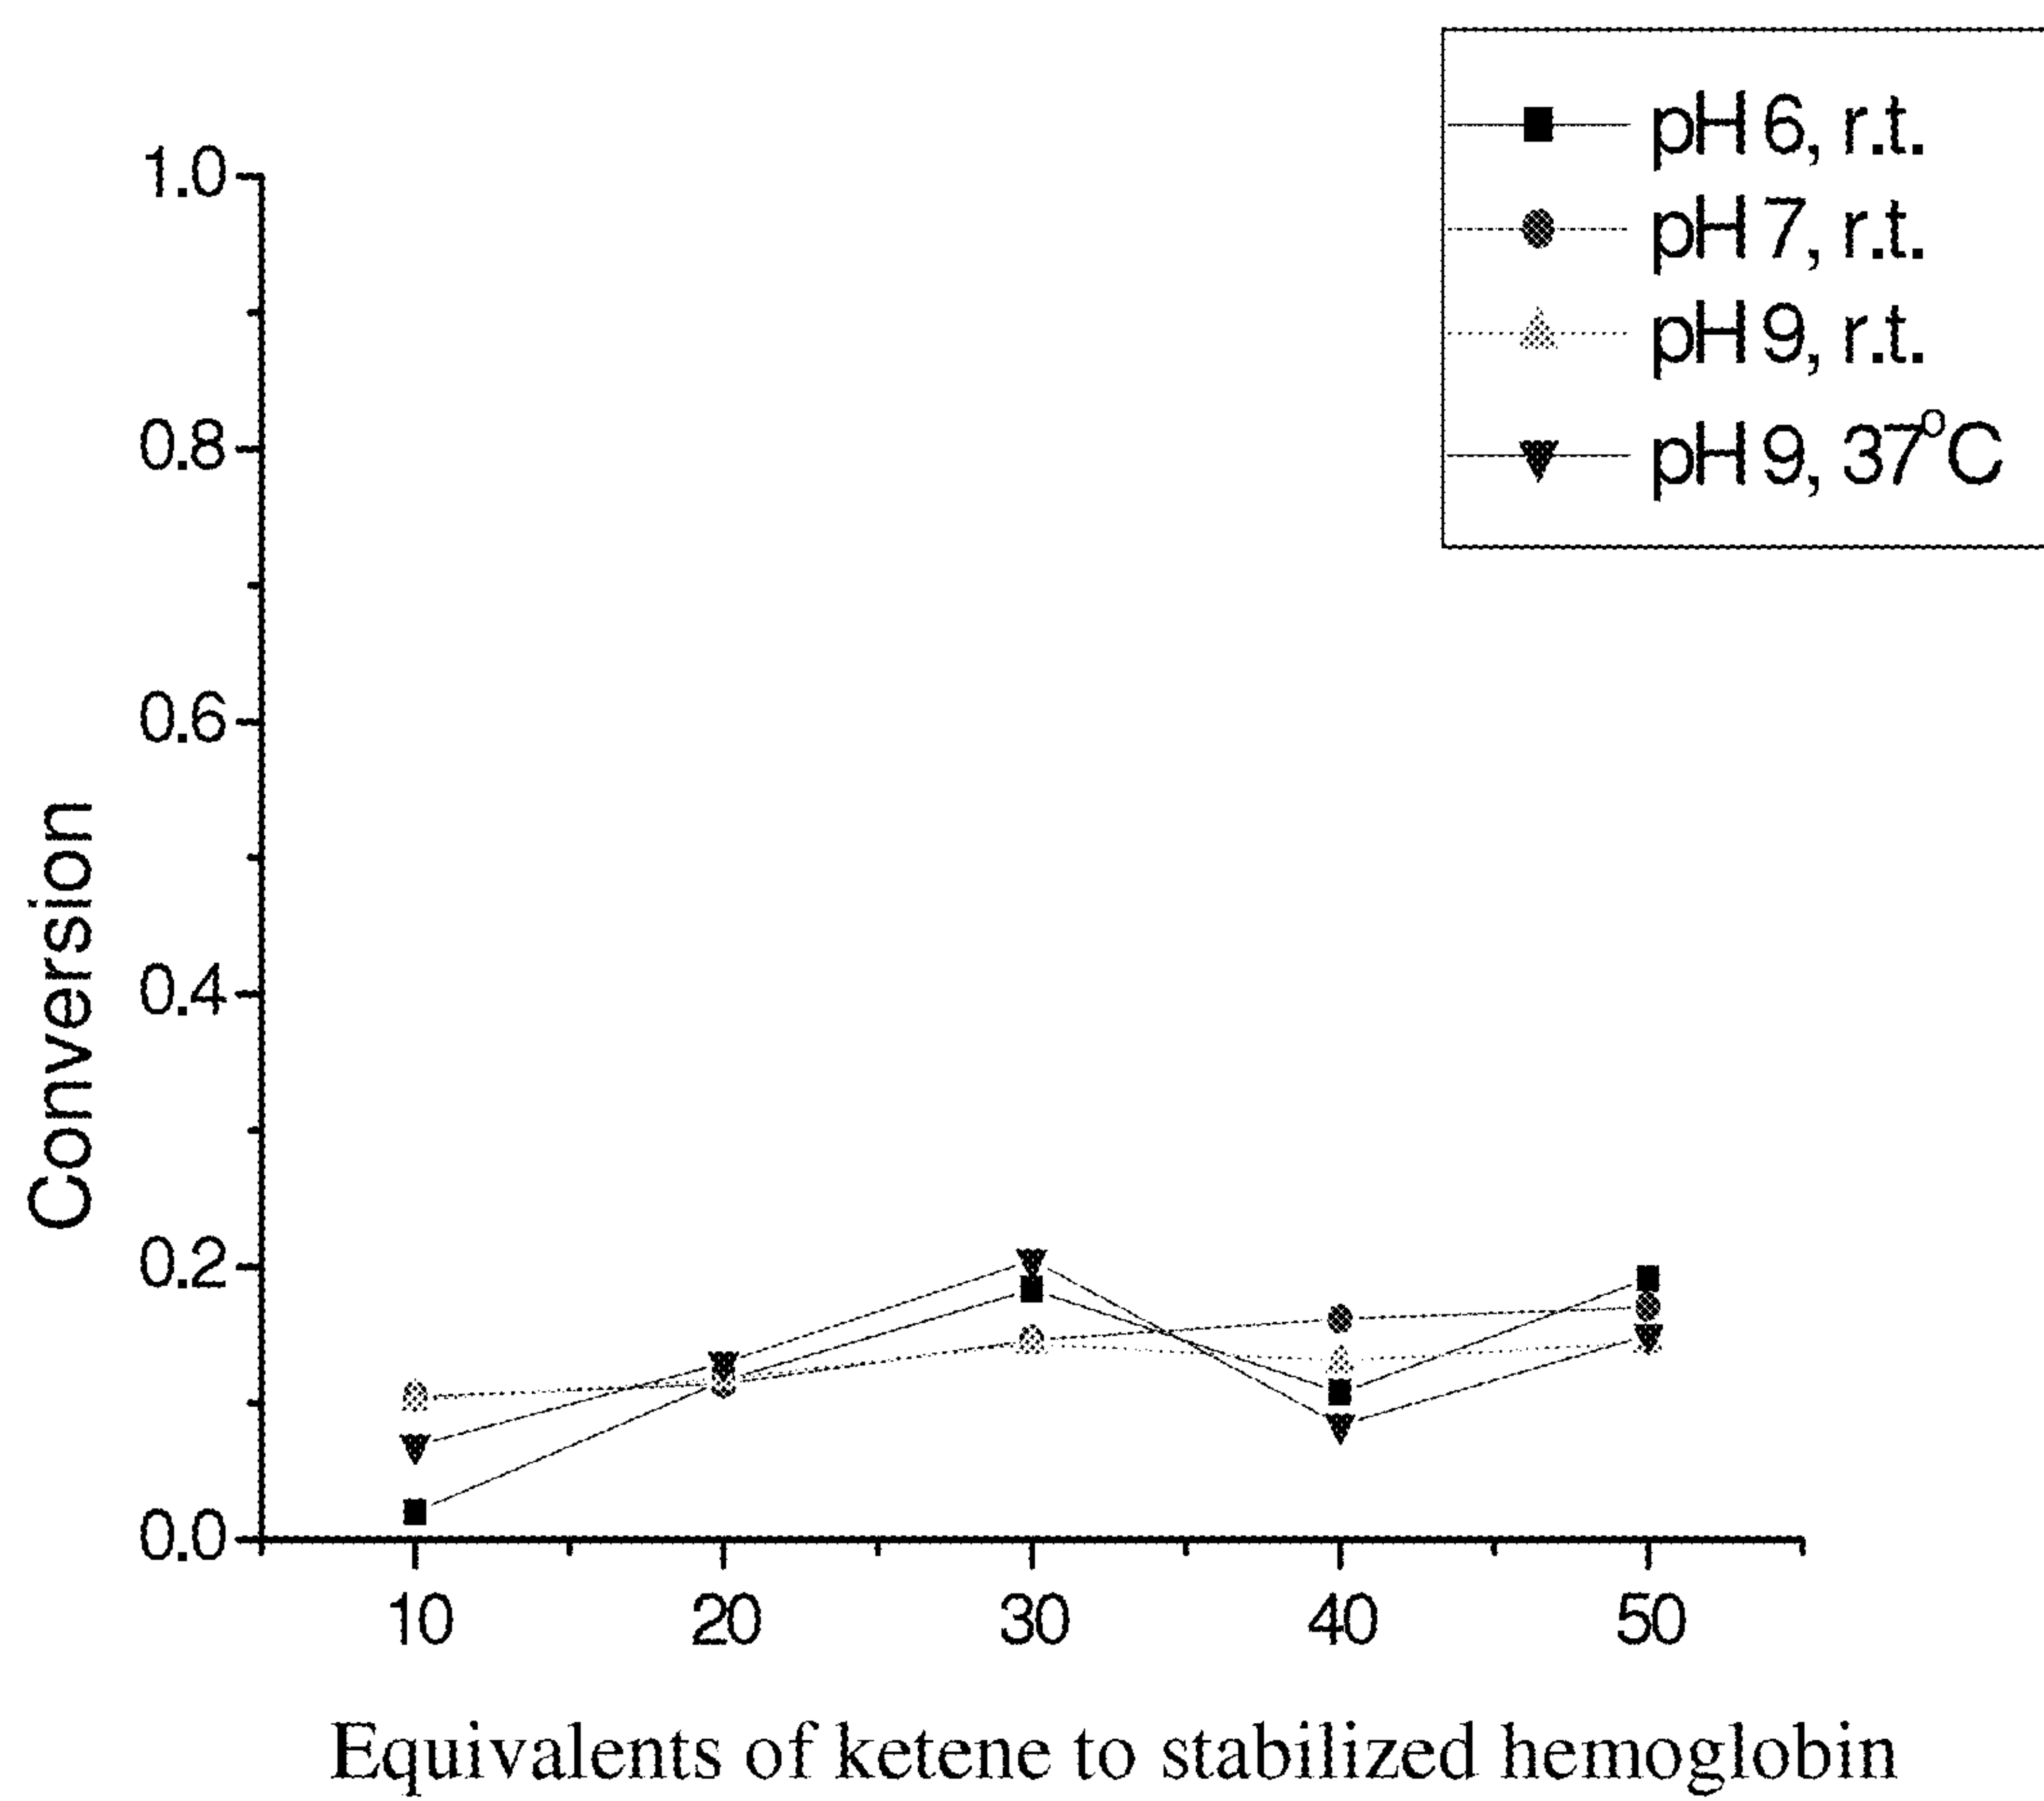 pH 6, r.t.
pH 7, r.t.
pH 9, r.t.
pH 9, 37°C
1.0
0.8
0.6
0.4
0.2
0.0
Conversion
10 20 30 40 50
Equivalents of ketene to stabilized hemoglobin